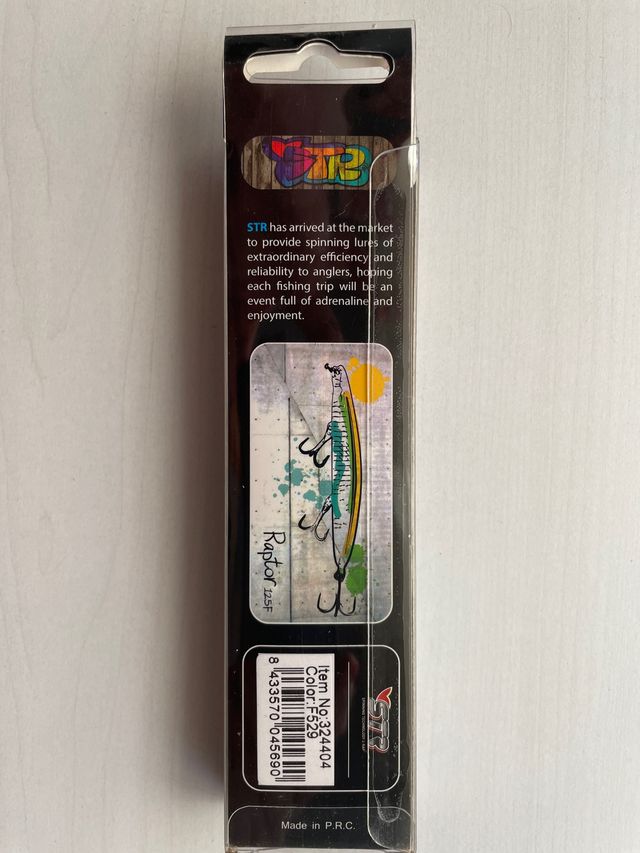 STR
STR has arrived at the market
to provide spinning lures of
extraordinary efficiency and
reliability to anglers, hoping
each fishing trip will be an
event full of adrenaline and
enjoyment.
Raptor 125F
Item No:324404
Color:F529
8 433570 045690
STR
Made in P.R.C.